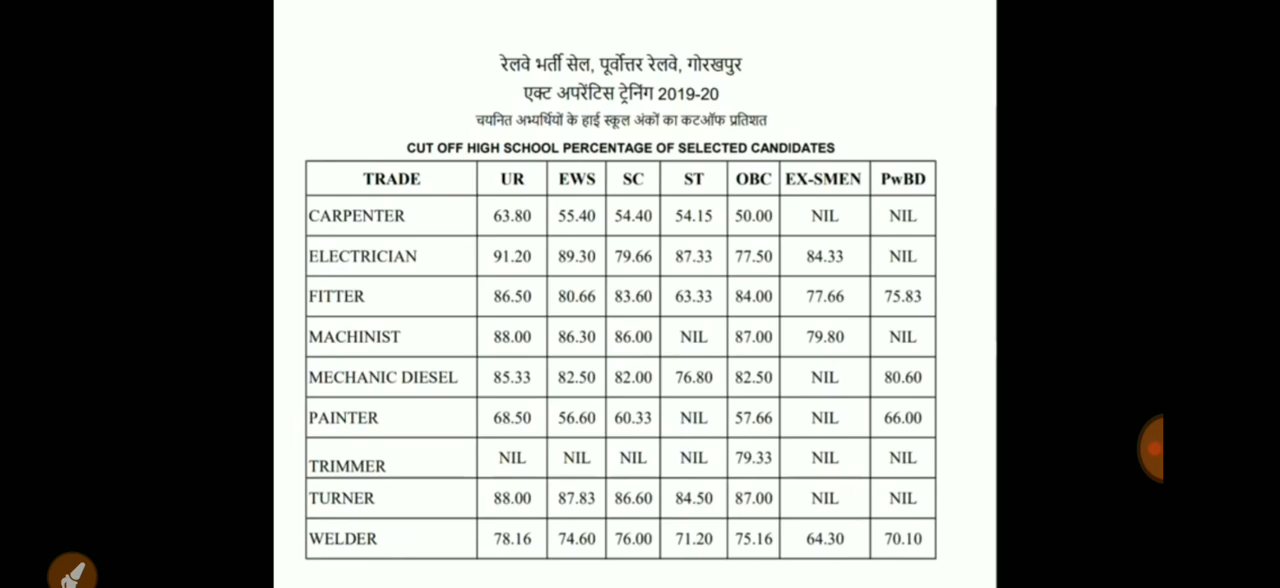 रेलवे भर्ती सेल, पूर्वोत्तर रेलवे, गोरखपुर
एक्ट अपरेंटिस ट्रेनिंग 2019-20
चयनित अभ्यर्थियों के हाई स्कूल अंकों का कटऑफ प्रतिशत
CUT OFF HIGH SCHOOL PERCENTAGE OF SELECTED CANDIDATES
TRADE UR EWS SC ST OBC EX-SMEN PwBD
CARPENTER 63.80 55.40 54.40 54.15 50.00 NIL NIL
ELECTRICIAN 91.20 89.30 79.66 87.33 77.50 84.33 NIL
FITTER 86.50 80.66 83.60 63.33 84.00 77.66 75.83
MACHINIST 88.00 86.30 86.00 NIL 87.00 79.80 NIL
MECHANIC DIESEL 85.33 82.50 82.00 76.80 82.50 NIL 80.60
PAINTER 68.50 56.60 60.33 NIL 57.66 NIL 66.00
TRIMMER NIL NIL NIL NIL 79.33 NIL NIL
TURNER 88.00 87.83 86.60 84.50 87.00 NIL NIL
WELDER 78.16 74.60 76.00 71.20 75.16 64.30 70.10